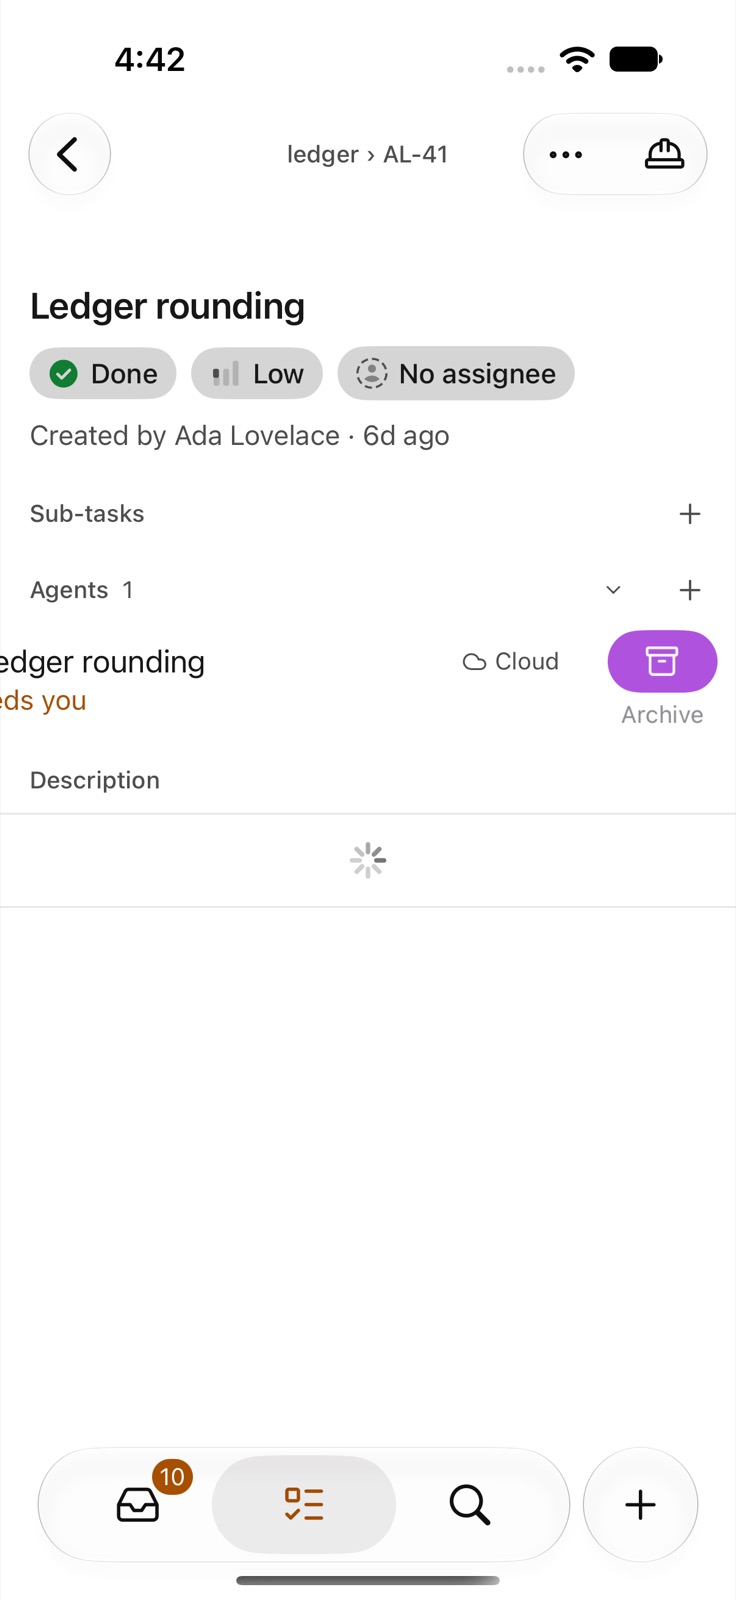 4:42
ledger › AL-41
Ledger rounding
Done
Low
No assignee
Created by Ada Lovelace · 6d ago
Sub-tasks
Agents 1
edger rounding
Cloud
eds you
Archive
Description
10